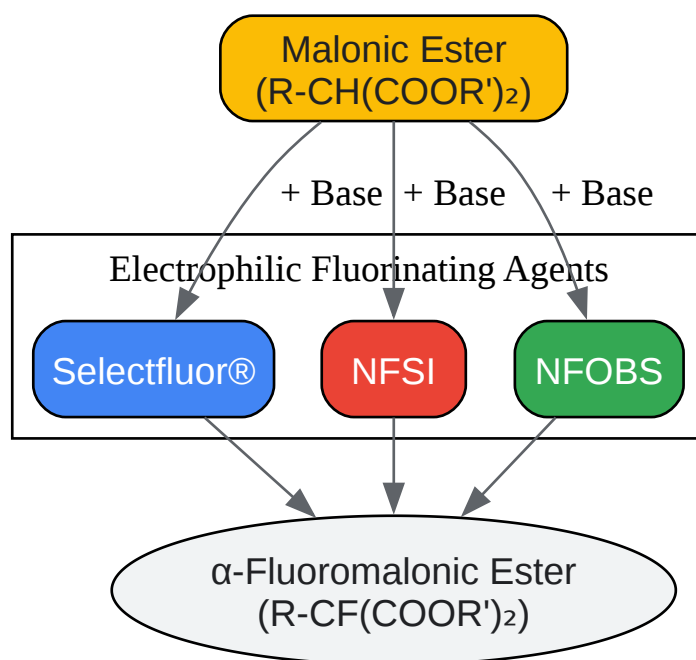 Malonic Ester
(R-CH(COOR')₂)
+ Base
+ Base
+ Base
Electrophilic Fluorinating Agents
Selectfluor®
NFSI
NFOBS
α-Fluoromalonic Ester
(R-CF(COOR')₂)